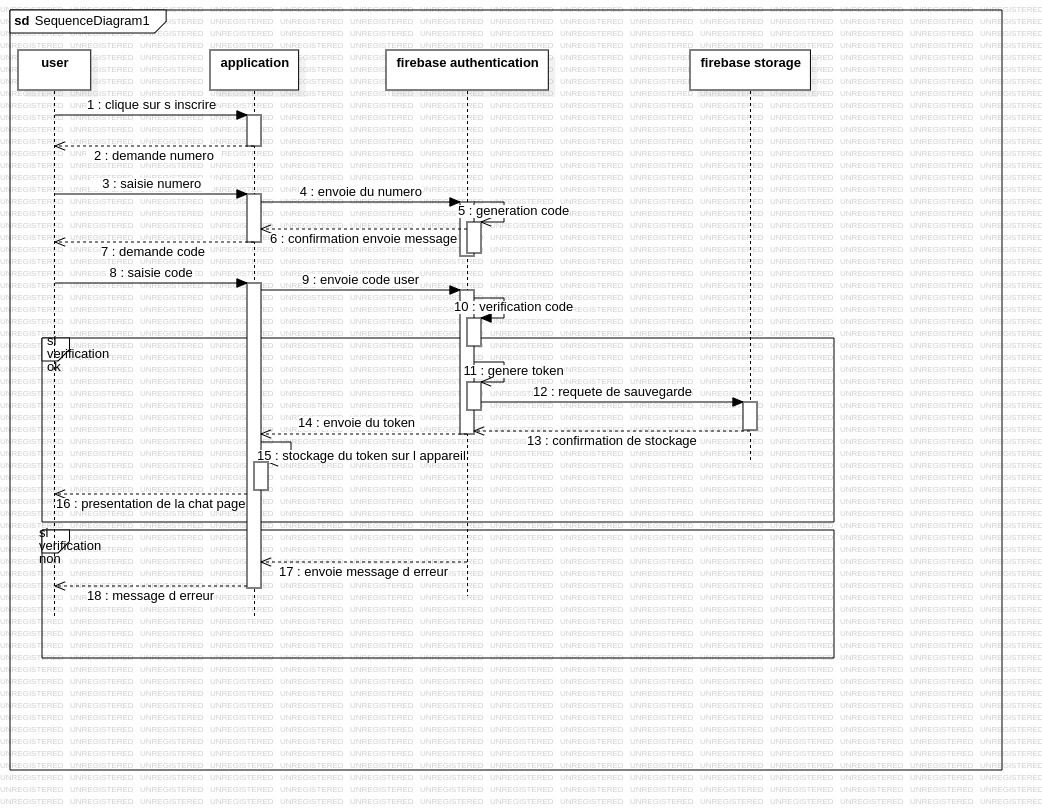 sd SequenceDiagram1
user
application
firebase authentication
firebase storage
1 : clique sur s inscrire
2 : demande numero
3 : saisie numero
4 : envoie du numero
5 : generation code
6 : confirmation envoie message
7 : demande code
8 : saisie code
9 : envoie code user
10 : verification code
si
verification
ok
11 : genere token
12 : requete de sauvegarde
14 : envoie du token
13 : confirmation de stockage
15 : stockage du token sur l appareil
16 : presentation de la chat page
si
verification
non
17 : envoie message d erreur
18 : message d erreur
UNREGISTERED